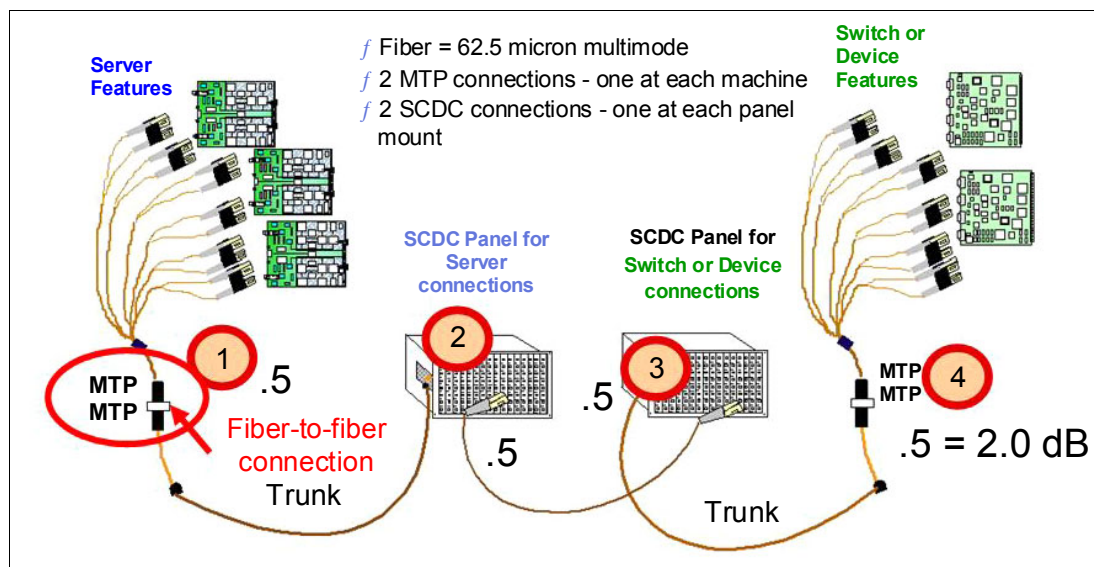 Server
Features
ƒ Fiber = 62.5 micron multimode
ƒ 2 MTP connections - one at each machine
ƒ 2 SCDC connections - one at each panel
mount
Switch or
Device
Features
SCDC Panel for
Server
connections
SCDC Panel for
Switch or Device
connections
1
.5
MTP
MTP
Fiber-to-fiber
connection
Trunk
2
.5
3
.5
Trunk
MTP
MTP
4
.5 = 2.0 dB